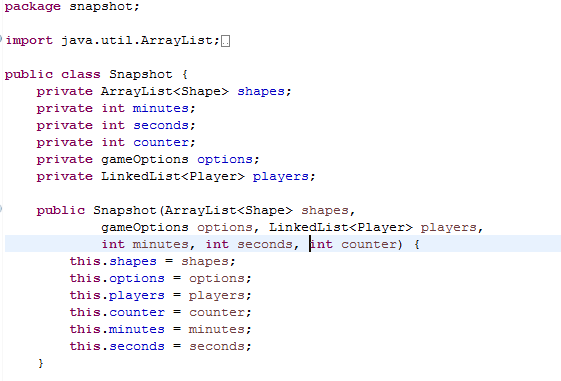 package snapshot;
import java.util.ArrayList;
public class Snapshot {
    private ArrayList<Shape> shapes;
    private int minutes;
    private int seconds;
    private int counter;
    private gameOptions options;
    private LinkedList<Player> players;
    public Snapshot(ArrayList<Shape> shapes,
            gameOptions options, LinkedList<Player> players,
            int minutes, int seconds, int counter) {
        this.shapes = shapes;
        this.options = options;
        this.players = players;
        this.counter = counter;
        this.minutes = minutes;
        this.seconds = seconds;
    }